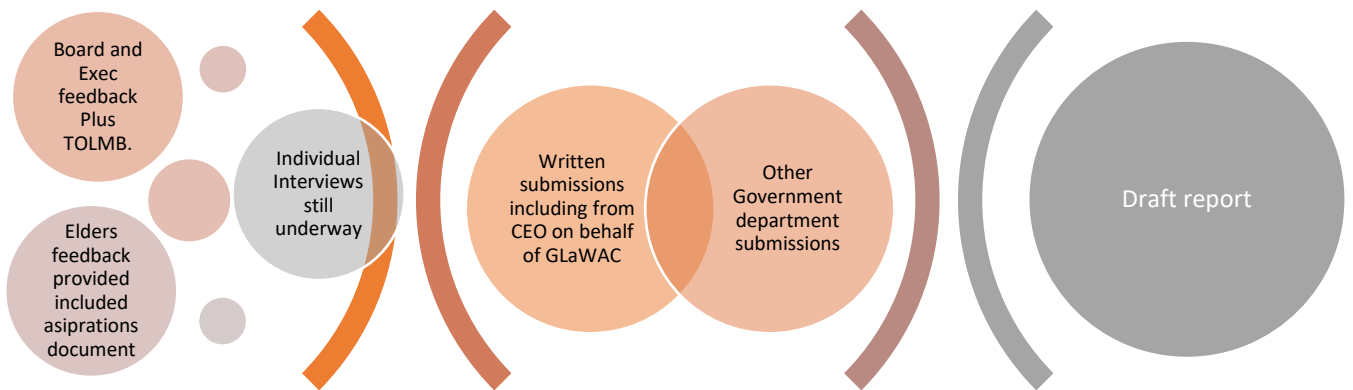 Board and
Exec
feedback
Plus
TOLMB.
Elders
feedback
provided
included
asiprations
document
Individual
Interviews
still
underway
Written
submissions
including from
CEO on behalf
of GLaWAC
Other
Government
department
submissions
Draft report